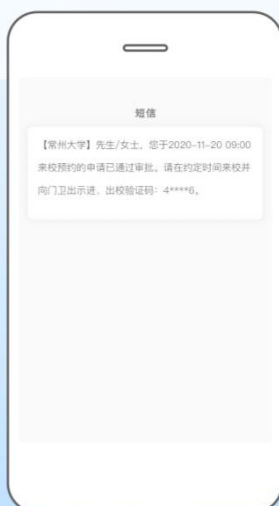 短信
【常州大学】先生/女士，您于2020-11-20 09:00
来校预约的申请已通过审批。请在约定时间来校并
向门卫出示进、出校验证码：4****6。